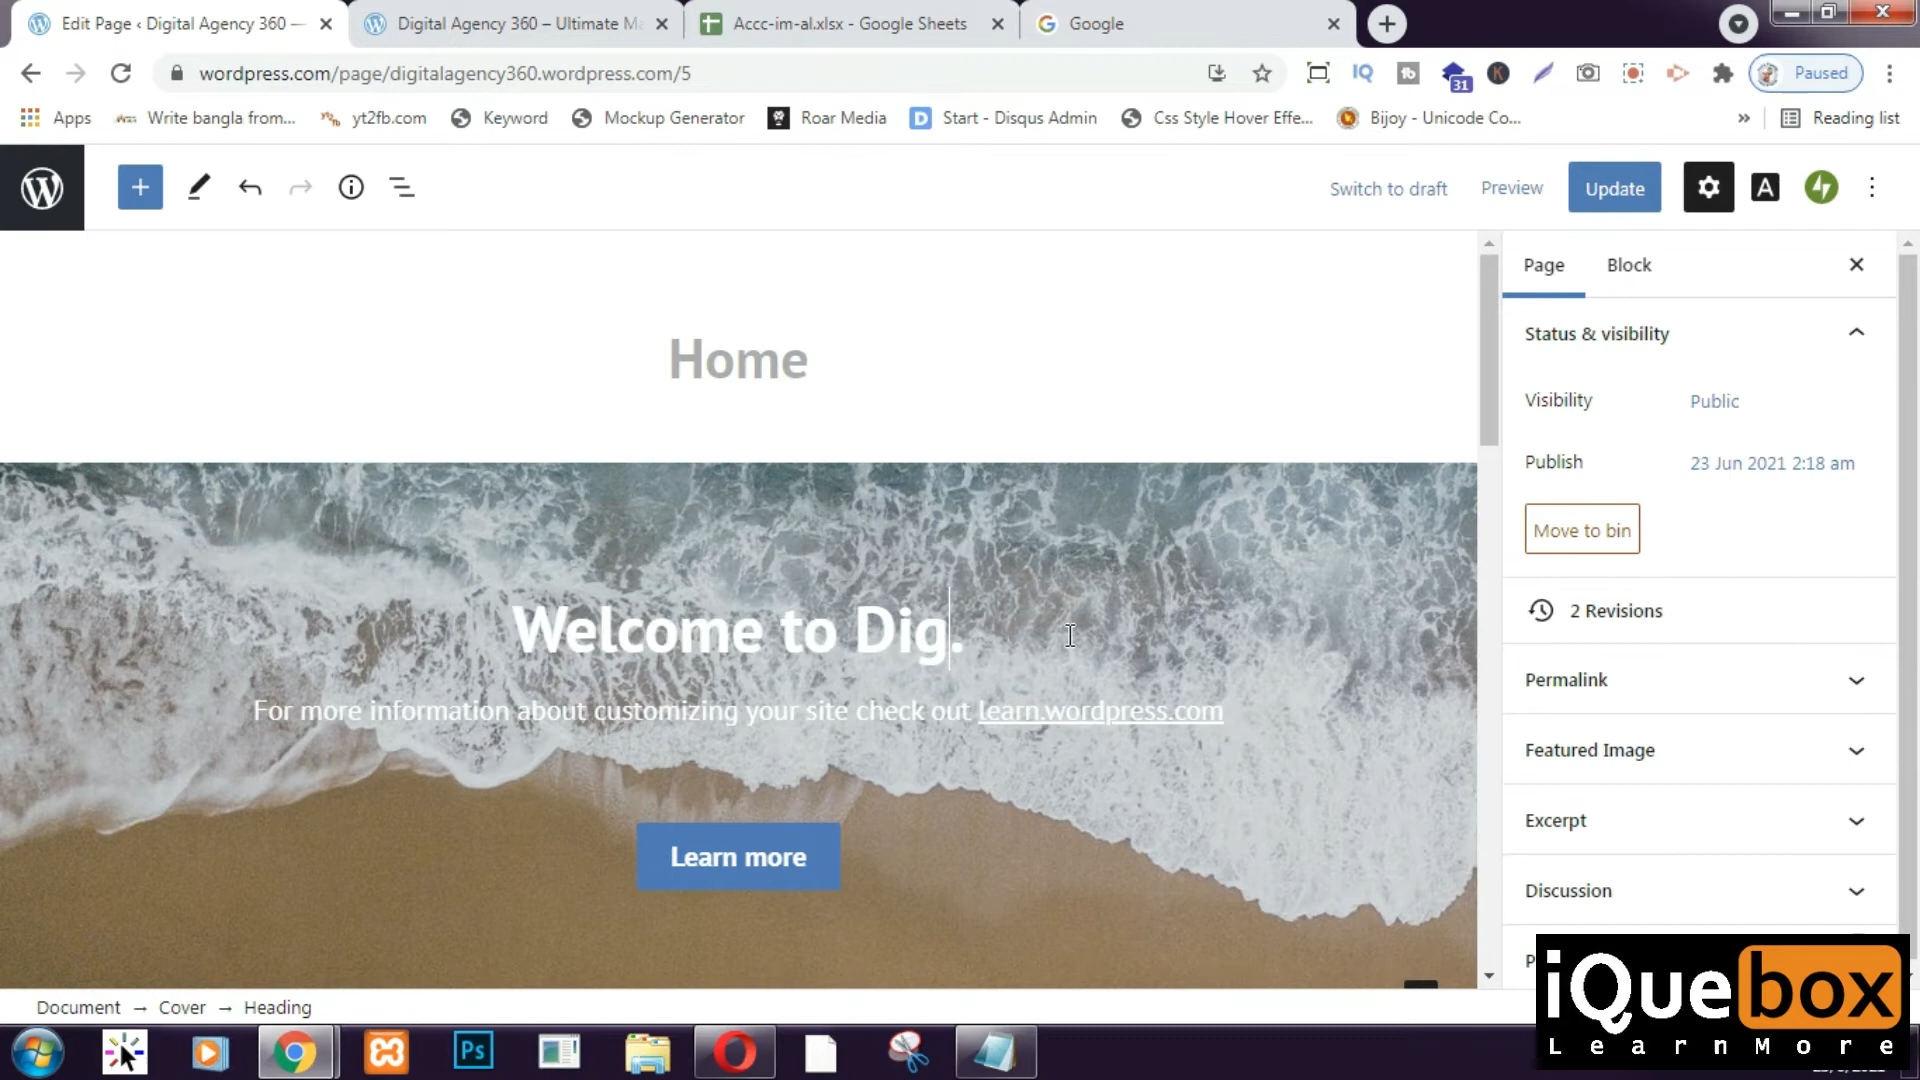 Edit Page ‹ Digital Agency 360 —
Digital Agency 360 – Ultimate Ma
Accc-im-al.xlsx - Google Sheets
Google
wordpress.com/page/digitalagency360.wordpress.com/5
31
Paused
Apps
Write bangla from...
yt2fb.com
Keyword
Mockup Generator
Roar Media
Start - Disqus Admin
Css Style Hover Effe...
Bijoy - Unicode Co...
»
Reading list
Switch to draft
Preview
Update
Page
Block
Home
Status & visibility
Visibility
Public
Publish
23 Jun 2021 2:18 am
Move to bin
2 Revisions
Permalink
Featured Image
Excerpt
Discussion
Welcome to Dig.
For more information about customizing your site check out learn.wordpress.com
Learn more
Document → Cover → Heading
iQuebox
LearnMore
Ps